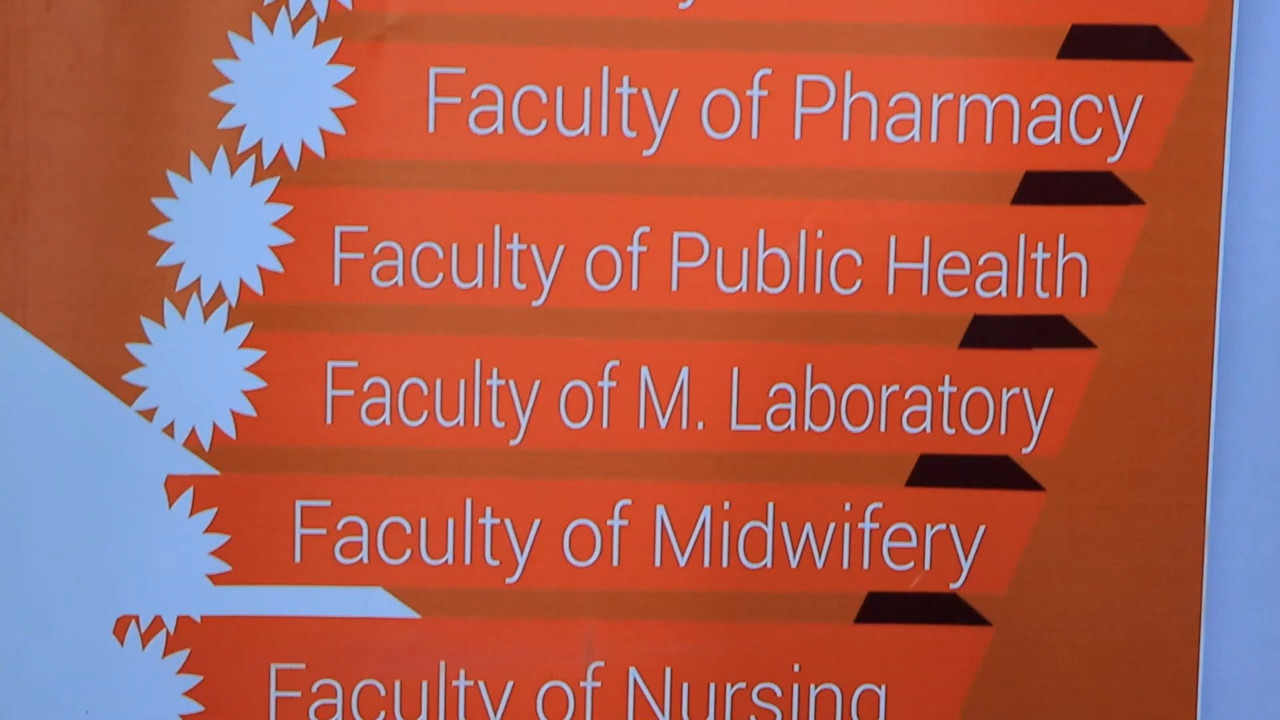 Faculty of Pharmacy
Faculty of Public Health
Faculty of M. Laboratory
Faculty of Midwifery
Faculty of Nursing